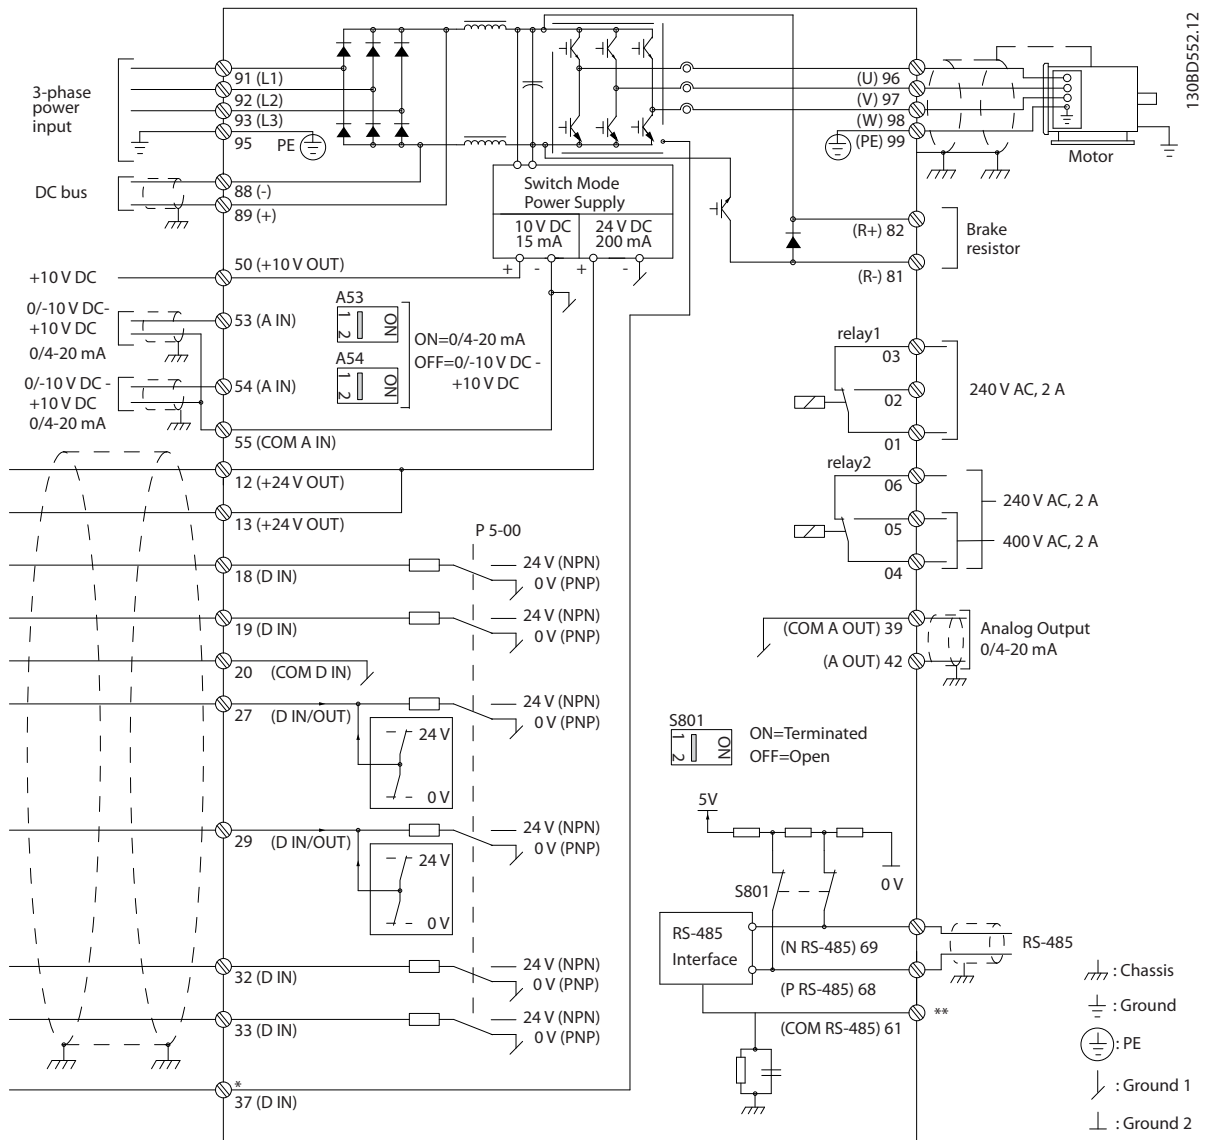 130BD552.12
3-phase
power
input
91 (L1)
92 (L2)
93 (L3)
95
PE
DC bus
88 (-)
89 (+)
Switch Mode
Power Supply
10 V DC
15 mA
24 V DC
200 mA
+
-
+
-
(U) 96
(V) 97
(W) 98
(PE) 99
Motor
(R+) 82
(R-) 81
Brake
resistor
+10 V DC
50 (+10 V OUT)
0/-10 V DC-
+10 V DC
0/4-20 mA
53 (A IN)
0/-10 V DC -
+10 V DC
0/4-20 mA
54 (A IN)
55 (COM A IN)
A53
1
2
ON
A54
1
2
ON
ON=0/4-20 mA
OFF=0/-10 V DC -
+10 V DC
12 (+24 V OUT)
13 (+24 V OUT)
P 5-00
18 (D IN)
24 V (NPN)
0 V (PNP)
19 (D IN)
24 V (NPN)
0 V (PNP)
20 (COM D IN)
27 (D IN/OUT)
24 V (NPN)
0 V (PNP)
24 V
0 V
29 (D IN/OUT)
24 V (NPN)
0 V (PNP)
24 V
0 V
32 (D IN)
24 V (NPN)
0 V (PNP)
33 (D IN)
24 V (NPN)
0 V (PNP)
*
37 (D IN)
relay1
03
02
01
240 V AC, 2 A
relay2
06
05
04
240 V AC, 2 A
400 V AC, 2 A
(COM A OUT) 39
(A OUT) 42
Analog Output
0/4-20 mA
S801
1
2
ON
ON=Terminated
OFF=Open
5V
0 V
S801
RS-485
Interface
(N RS-485) 69
(P RS-485) 68
(COM RS-485) 61
RS-485
**
: Chassis
: Ground
: PE
: Ground 1
: Ground 2